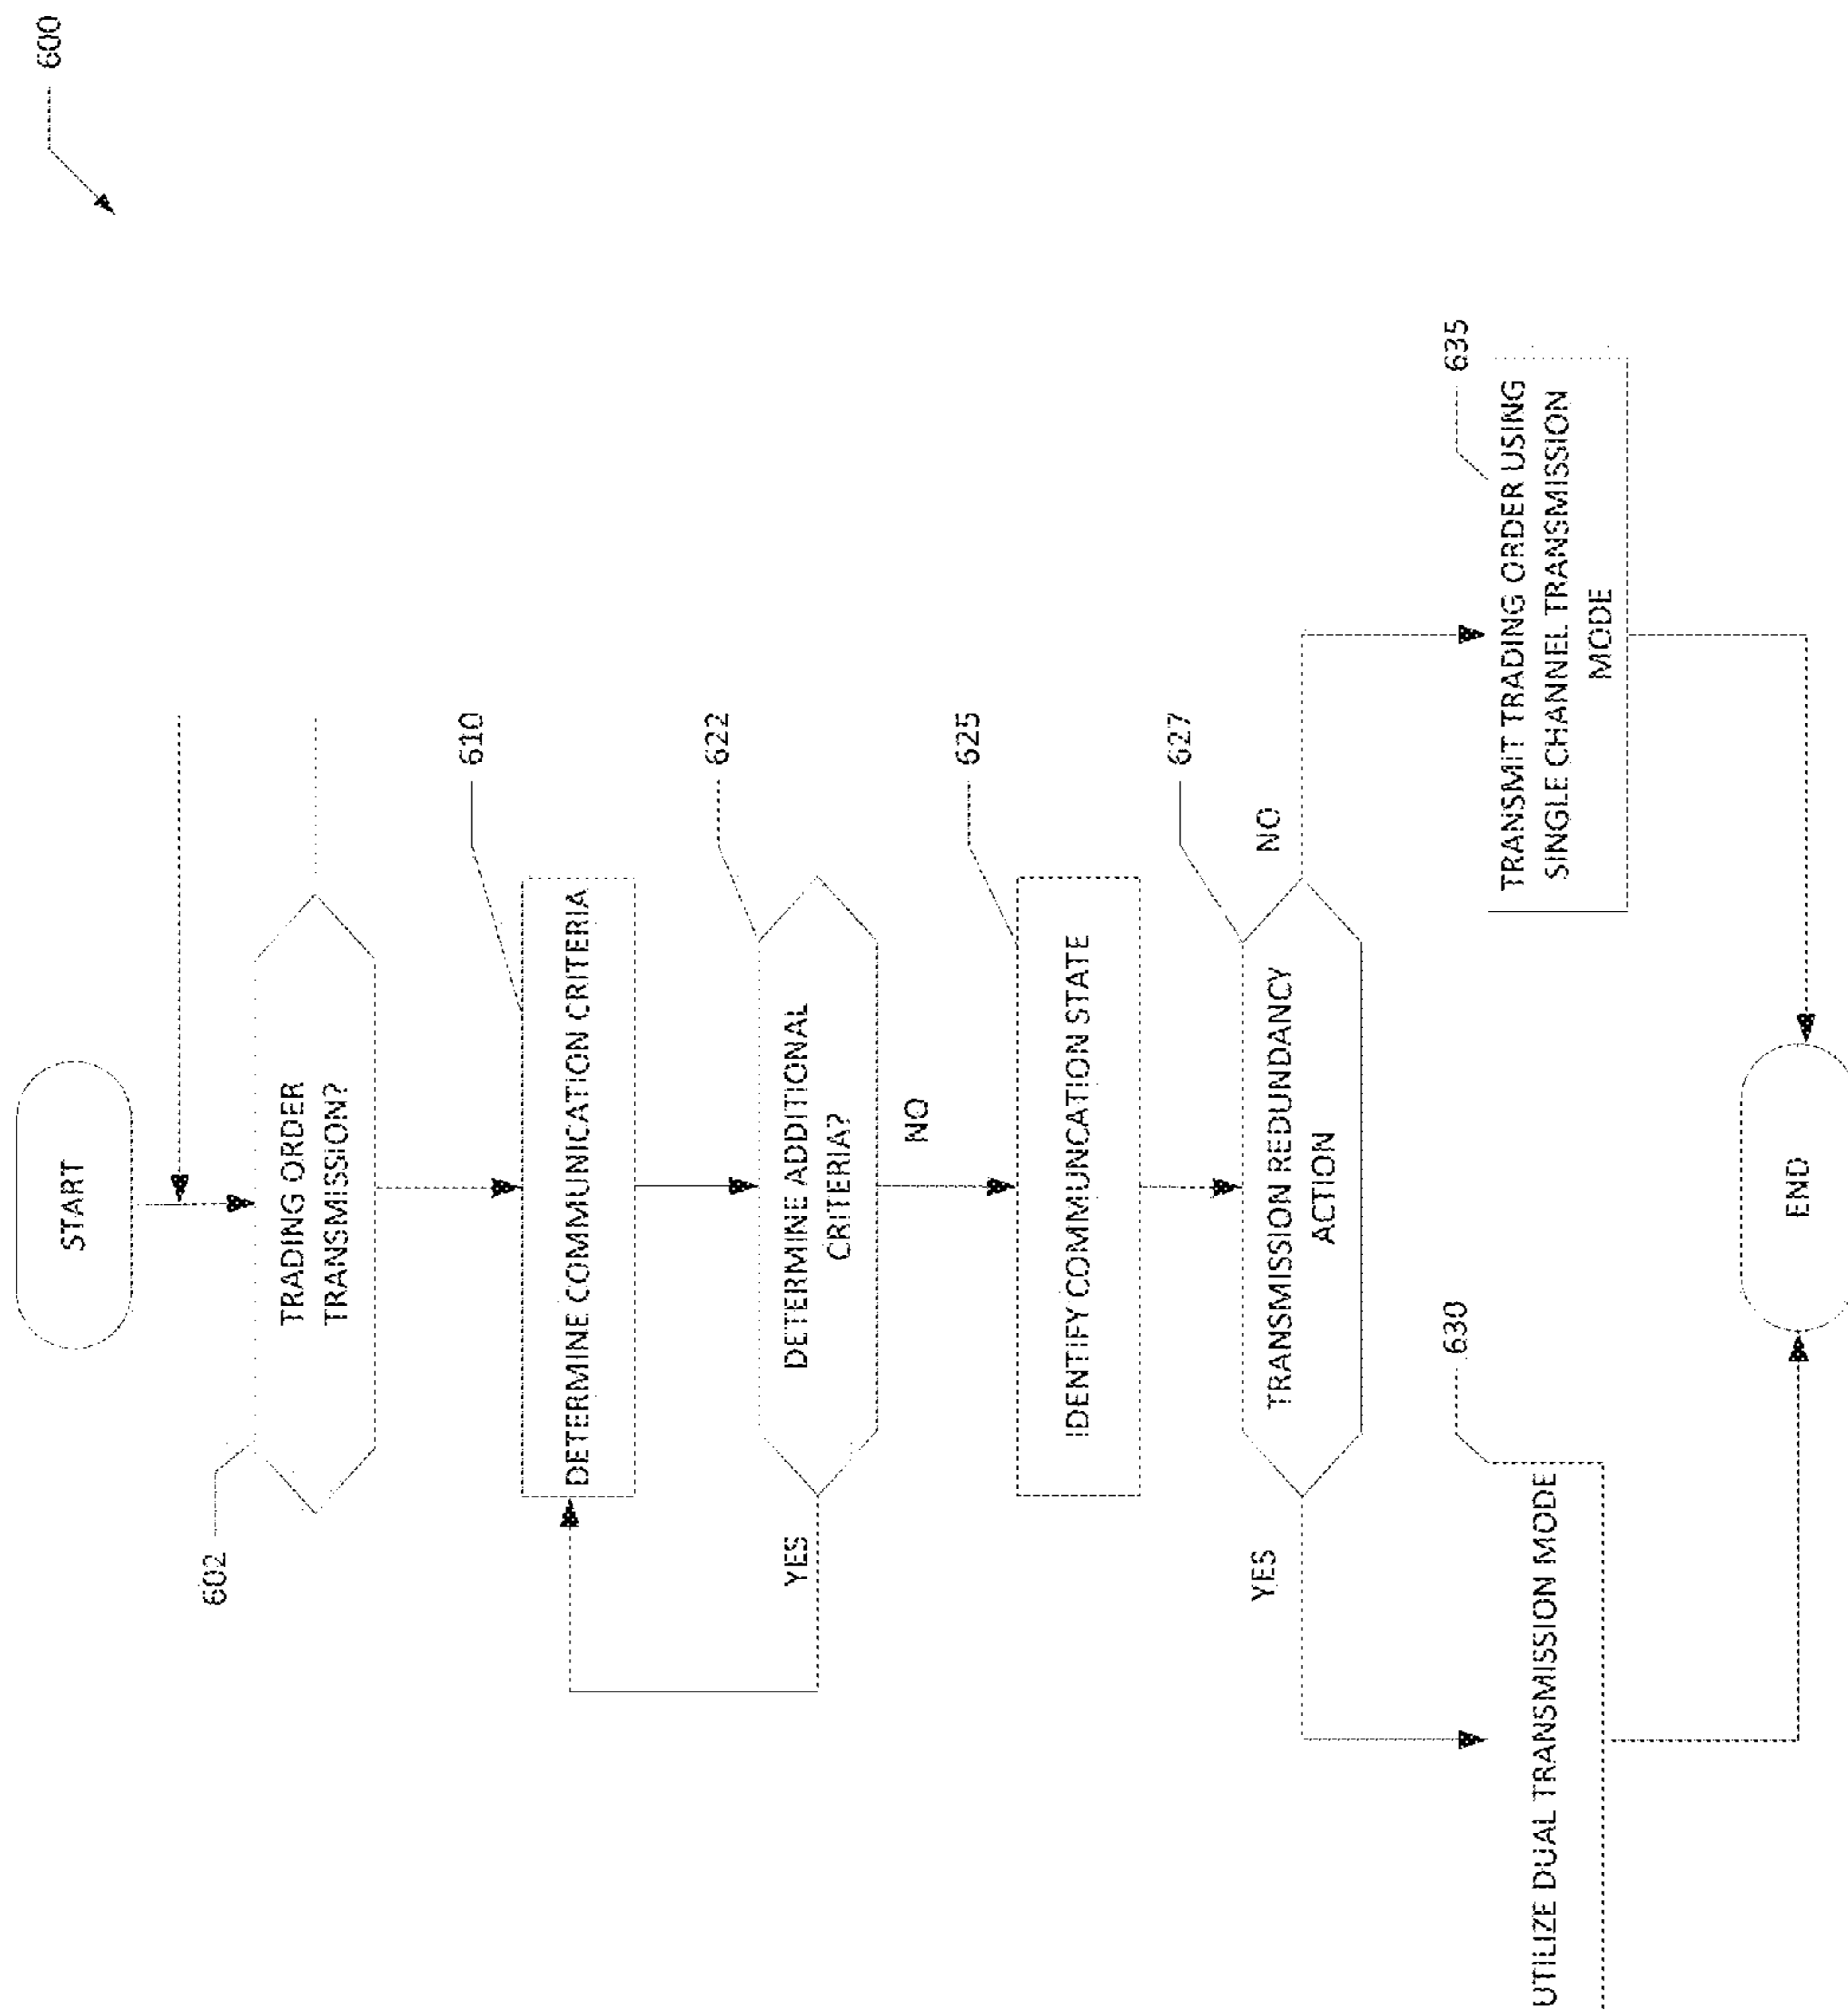 600
START
602
TRADING ORDER
TRANSMISSION?
610
DETERMINE COMMUNICATION CRITERIA
622
DETERMINE ADDITIONAL
CRITERIA?
YES
NO
625
IDENTIFY COMMUNCATION STATE
627
TRANSMISSION REDUNDANCY
ACTION
YES
NO
630
UTILIZE DUAL TRANSMISSION MODE
635
TRANSMIT TRADING ORDER USING
SINGLE CHANNEL TRANSMISSION
MODE
END